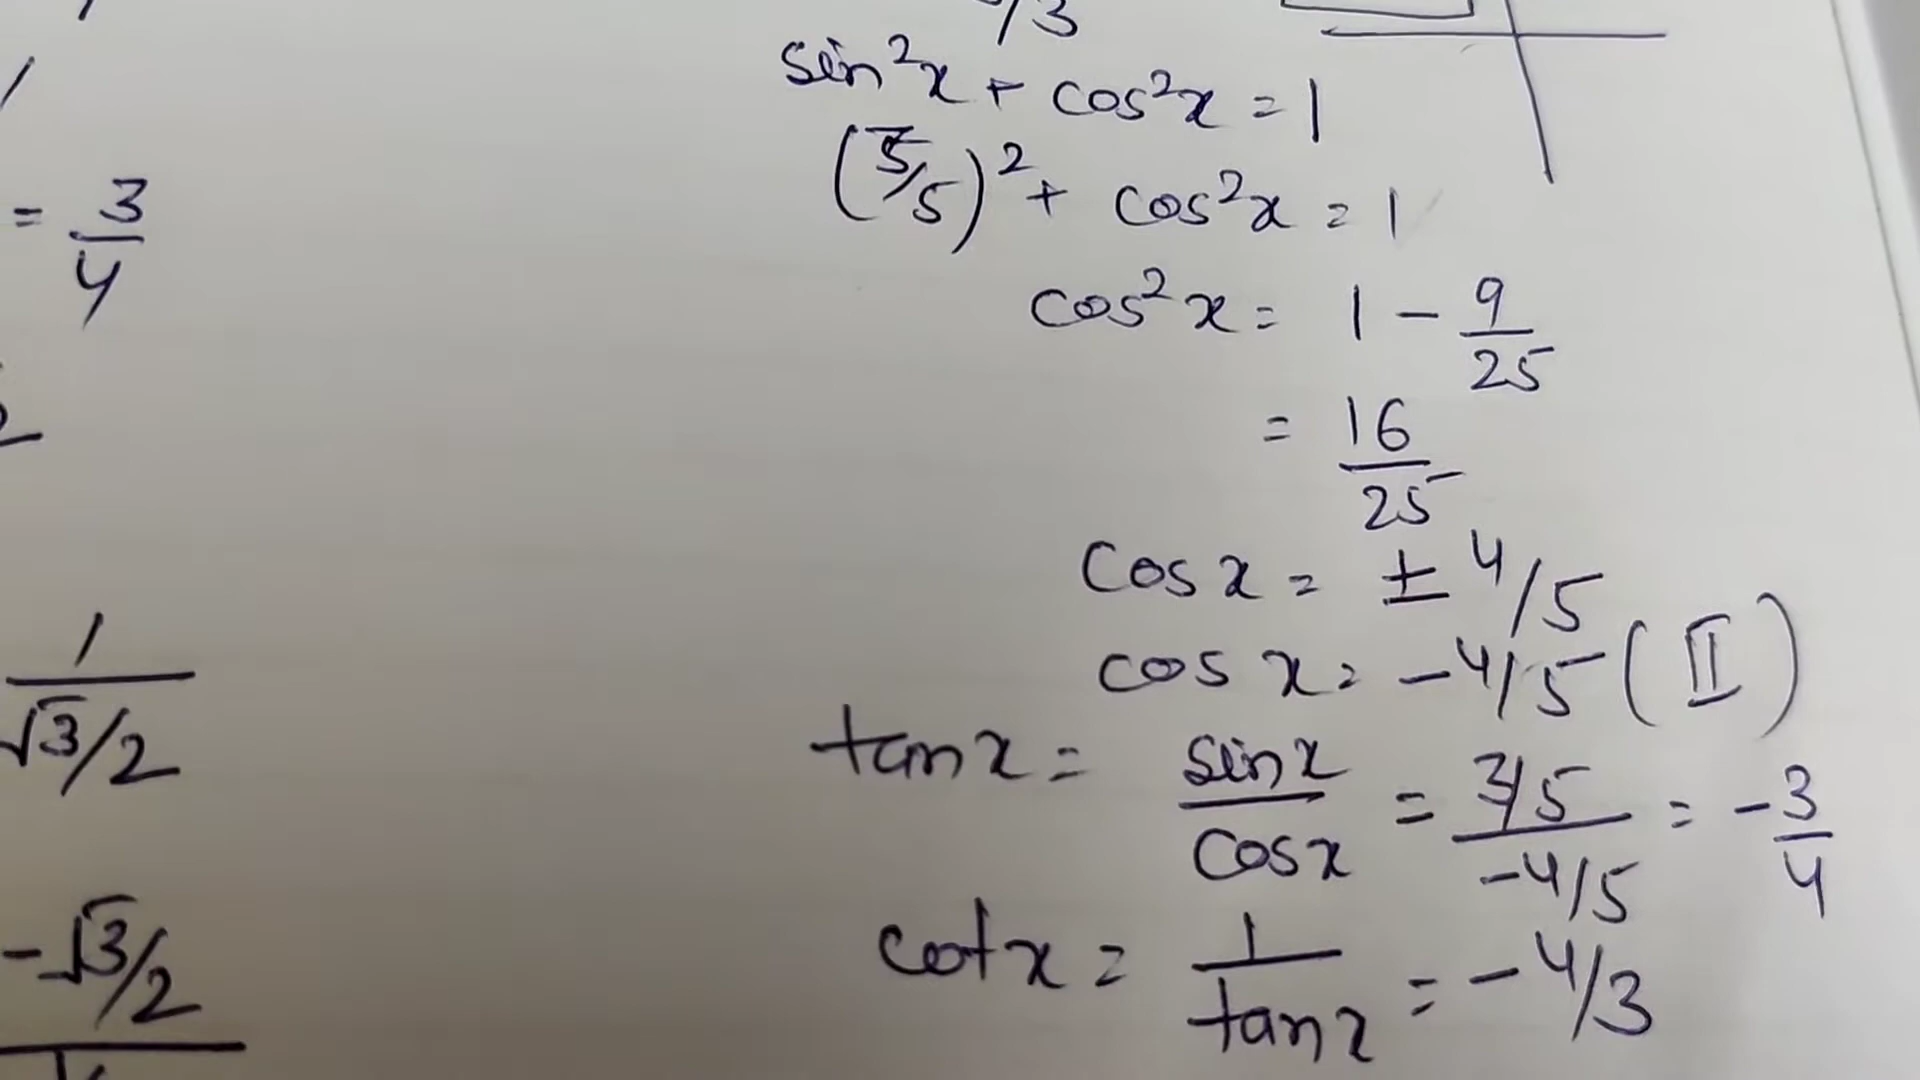 /3
sin²x + cos²x = 1
(3/5)² + cos²x = 1
cos²x = 1 - 9/25
= 16/25
cos x = ± 4/5
cos x = -4/5 (II)
tan x = sin x/cos x = 3/5/-4/5 = -3/4
cot x = 1/tan x = -4/3
= 3/4
1/√3/2
-√3/2